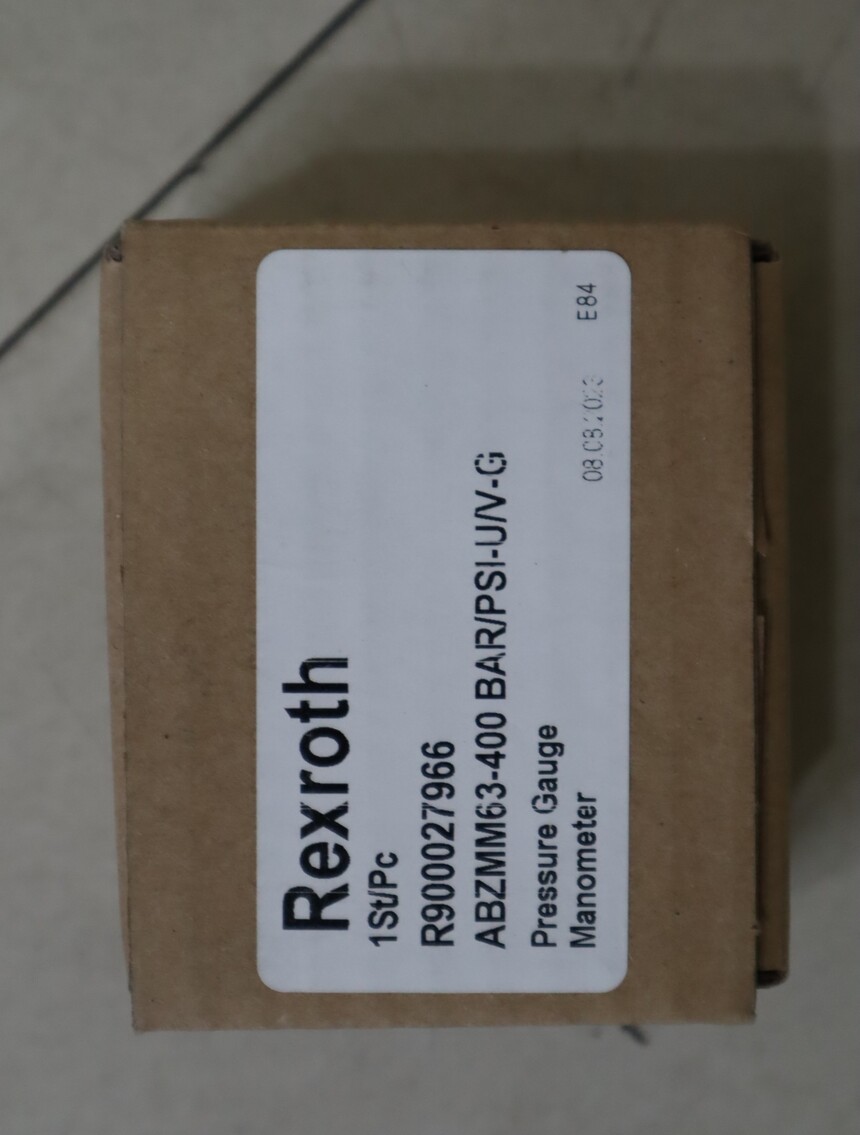 Rexroth
1St/Pc
R900027966
ABZMM63-400 BAR/PSI-U/V-G
Pressure Gauge
Manometer
E84